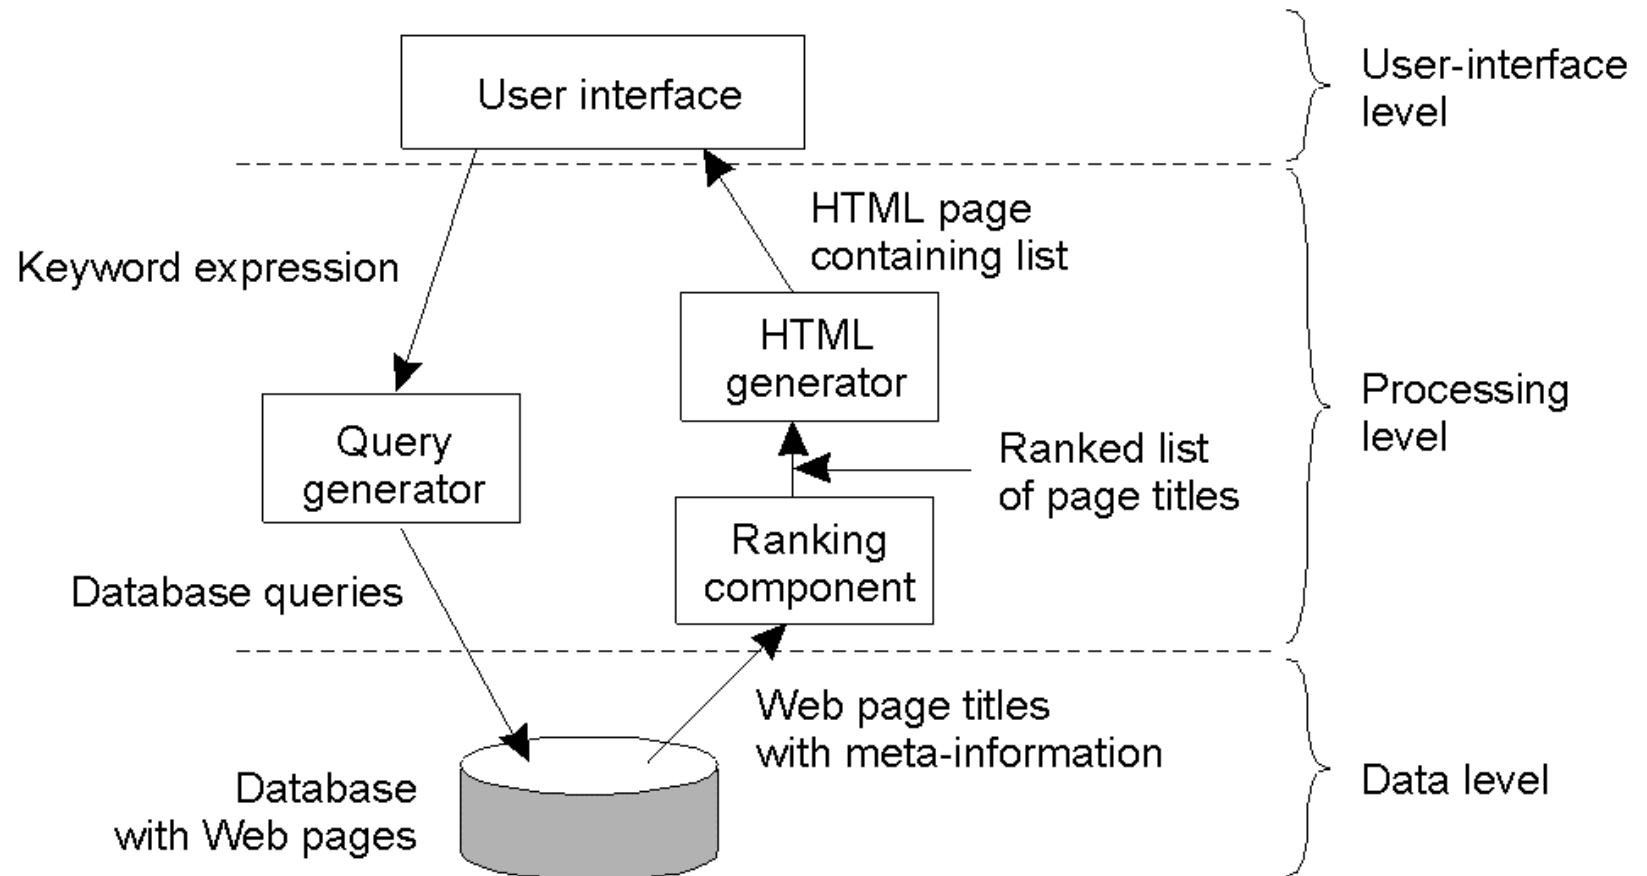 User interface
User-interface
level
HTML page
containing list
Keyword expression
HTML
generator
Processing
level
Query
generator
Ranked list
of page titles
Ranking
component
Database queries
Web page titles
with meta-information
Database
with Web pages
Data level